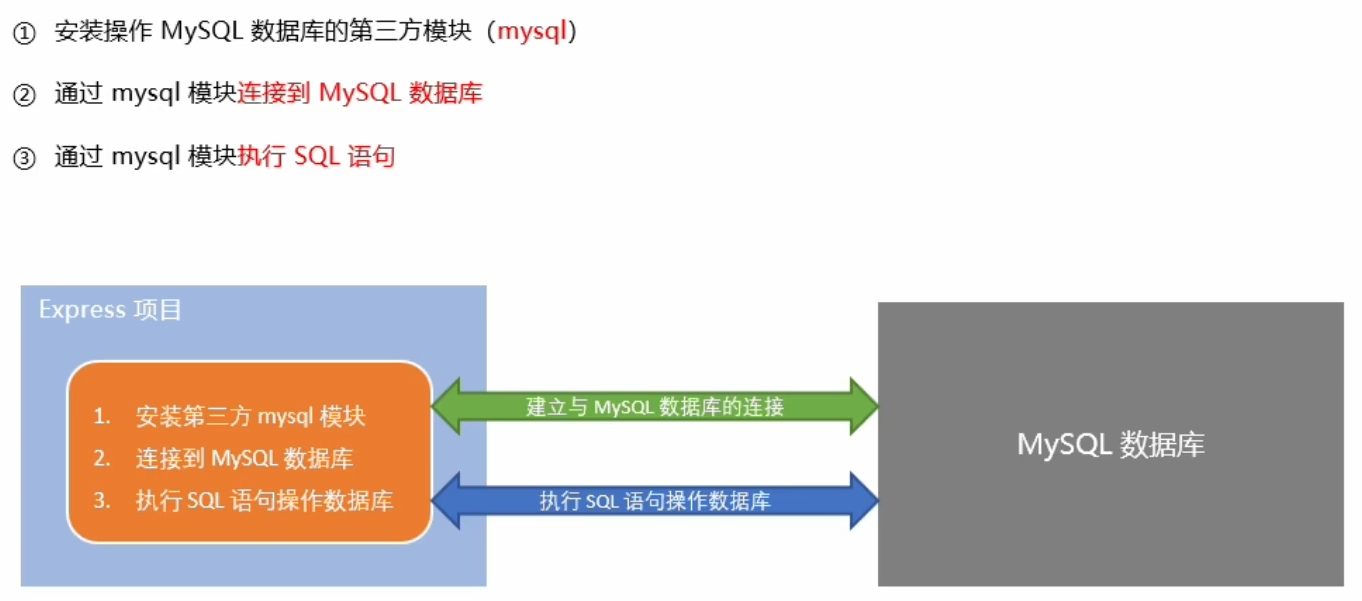 ① 安装操作 MySQL 数据库的第三方模块（mysql）
② 通过 mysql 模块连接到 MySQL 数据库
③ 通过 mysql 模块执行 SQL 语句
Express 项目
1. 安装第三方 mysql 模块
2. 连接到 MySQL 数据库
3. 执行 SQL 语句操作数据库
建立与 MySQL 数据库的连接
执行 SQL 语句操作数据库
MySQL 数据库